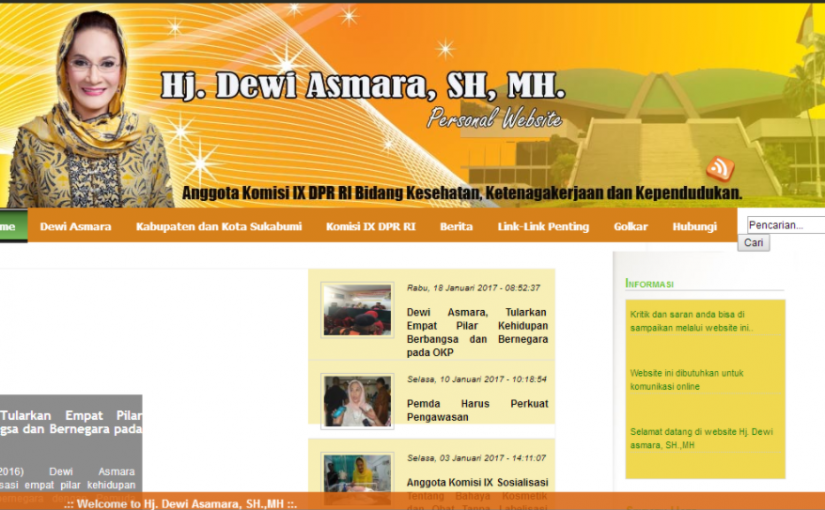 Hj. Dewi Asmara, SH, MH.
Personal Website
Anggota Komisi IX DPR RI Bidang Kesehatan, Ketenagakerjaan dan Kependudukan.
me Dewi Asmara Kabupaten dan Kota Sukabumi Komisi IX DPR RI Berita Link-Link Penting Golkar Hubungi
Pencarian...
Cari
Tularkan Empat Pilar
gsa dan Bernegara pada
2016) Dewi Asmara
sasi empat pilar kehidupan
Rabu, 18 Januari 2017 - 08:52:37
Dewi Asmara, Tularkan
Empat Pilar Kehidupan
Berbangsa dan Bernegara
pada OKP
Selasa, 10 Januari 2017 - 10:18:54
Pemda Harus Perkuat
Pengawasan
Selasa, 03 Januari 2017 - 14:11:07
Anggota Komisi IX Sosialisasi
Tentang Bahaya Kosmetik
dan Obat Tanpa
Informasi
Kritik dan saran anda bisa di
sampaikan melalui website ini..
Website ini dibutuhkan untuk
komunikasi online
Selamat datang di website Hj. Dewi
asmara, SH.,MH
.:: Welcome to Hj. Dewi Asamara, SH.,MH ::.